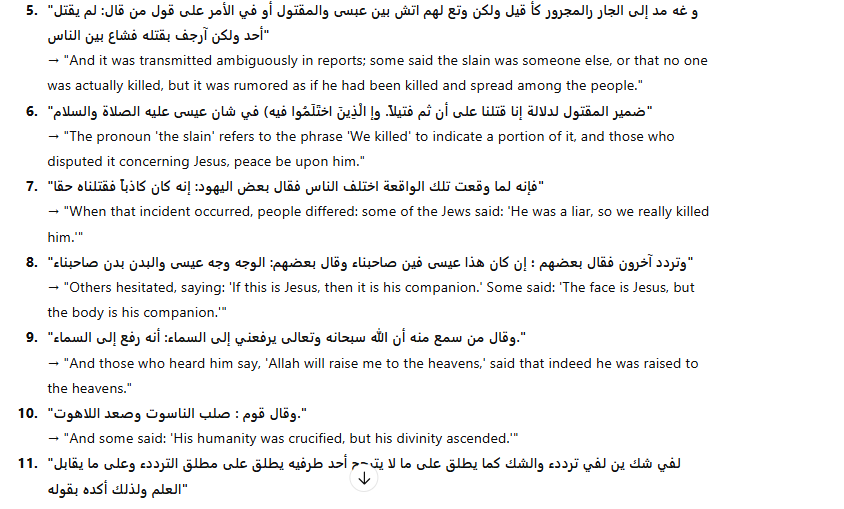 5. "و غه مد إلى الجار رالمجرور كأ قيل ولكن وتع لهم اتش بين عبسى والمقتول أو في الأمر على قول من قال: لم يقتل
أحد ولكن آرجف بقتله فشاع بين الناس"
→ "And it was transmitted ambiguously in reports; some said the slain was someone else, or that no one
was actually killed, but it was rumored as if he had been killed and spread among the people."
6. "ضمير المقتول لدلالة إنا قتلنا على أن ثم فتيلاً. وإ الْذِينَ اختَلَمُوا فيه) في شان عيسى عليه الصلاة والسلام"
→ "The pronoun 'the slain' refers to the phrase 'We killed' to indicate a portion of it, and those who
disputed it concerning Jesus, peace be upon him."
7. "فإنه لما وقعت تلك الواقعة اختلف الناس فقال بعض اليهود: إنه كان كاذباً فقتلناه حقا"
→ "When that incident occurred, people differed: some of the Jews said: 'He was a liar, so we really killed
him.'"
8. "وتردد آخرون فقال بعضهم : إن كان هذا عيسى فين صاحبناء وقال بعضهم: الوجه وجه عيسى والبدن بدن صاحبناء"
→ "Others hesitated, saying: 'If this is Jesus, then it is his companion.' Some said: 'The face is Jesus, but
the body is his companion.'"
9. "وقال من سمع منه أن الله سبحانه وتعالى يرفعني إلى السماء: أنه رفع إلى السماء."
→ "And those who heard him say, 'Allah will raise me to the heavens,' said that indeed he was raised to
the heavens."
10. "وقال قوم : صلب الناسوت وصعد اللاهوت."
→ "And some said: 'His humanity was crucified, but his divinity ascended.'"
11. "لفي شك ين لفي ترددء والشك كما يطلق على ما لا أحد طرفيه يطلق على مطلق الترددء وعلى ما يقابل
العلم ولذلك أكده بقوله"